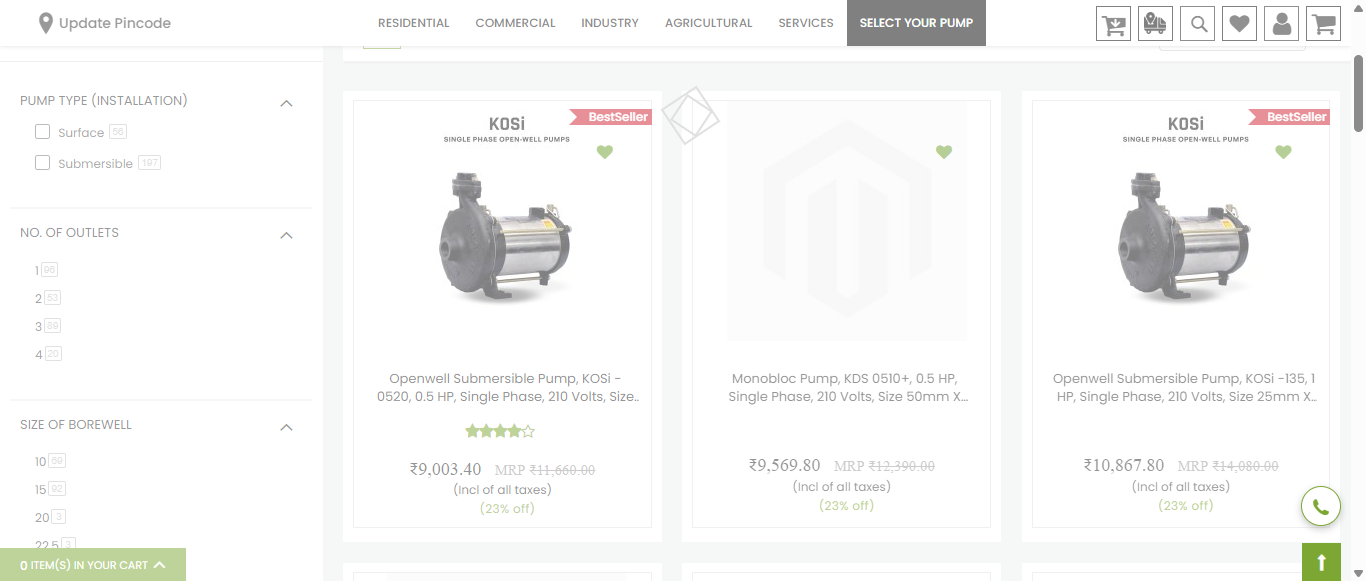 Update Pincode
RESIDENTIAL
COMMERCIAL
INDUSTRY
AGRICULTURAL
SERVICES
SELECT YOUR PUMP
PUMP TYPE (INSTALLATION)
Surface 56
Submersible 197
NO. OF OUTLETS
1 96
2 53
3 89
4 20
SIZE OF BOREWELL
10 69
15 92
20 3
22.5 3
0 ITEM(S) IN YOUR CART
BestSeller
KOSi
SINGLE PHASE OPEN-WELL PUMPS
Openwell Submersible Pump, KOSi -
0520, 0.5 HP, Single Phase, 210 Volts, Size..
₹9,003.40 MRP ₹11,660.00
(Incl of all taxes)
(23% off)
Monobloc Pump, KDS 0510+, 0.5 HP,
Single Phase, 210 Volts, Size 50mm X...
₹9,569.80 MRP ₹12,390.00
(Incl of all taxes)
(23% off)
BestSeller
KOSi
SINGLE PHASE OPEN-WELL PUMPS
Openwell Submersible Pump, KOSi -135, 1
HP, Single Phase, 210 Volts, Size 25mm X...
₹10,867.80 MRP ₹14,080.00
(Incl of all taxes)
(23% off)